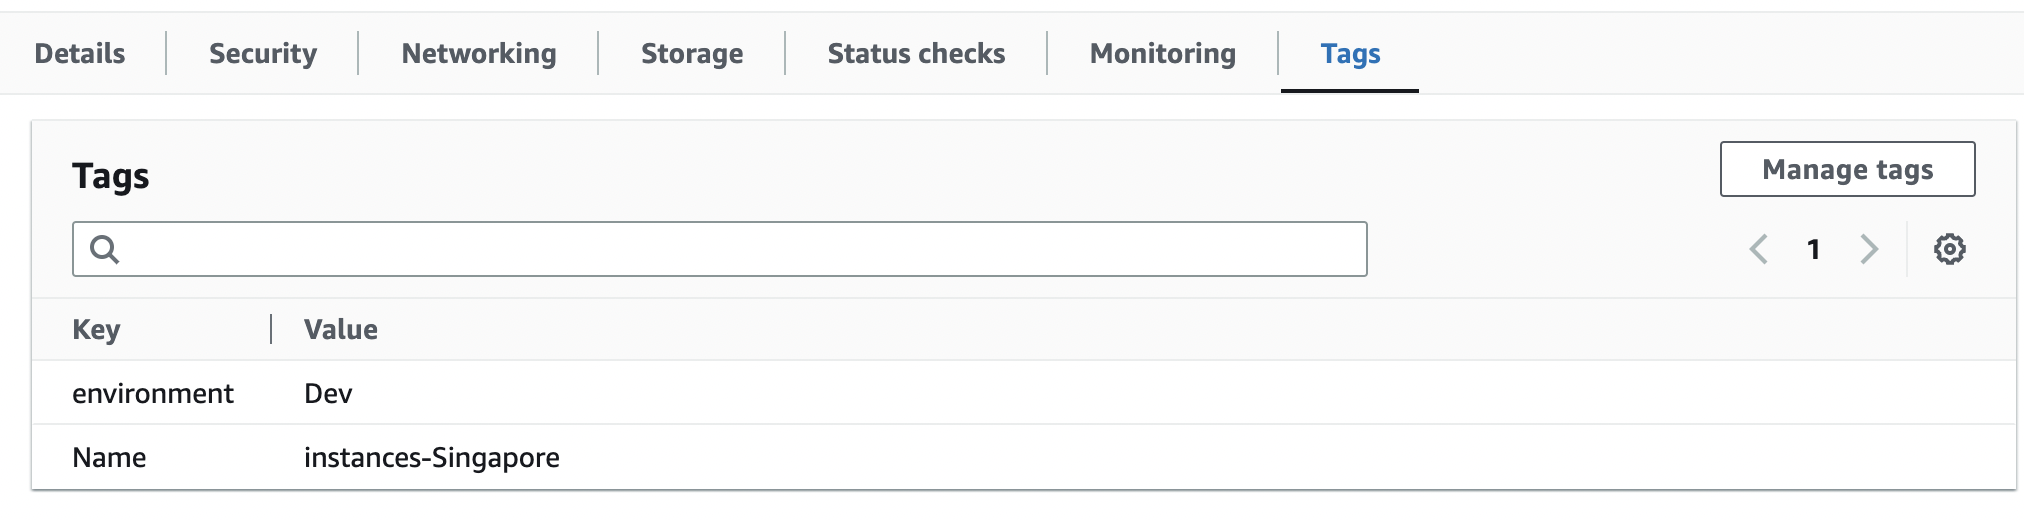 Details Security Networking Storage Status checks Monitoring Tags
Tags
Manage tags
1
Key Value
environment Dev
Name instances-Singapore